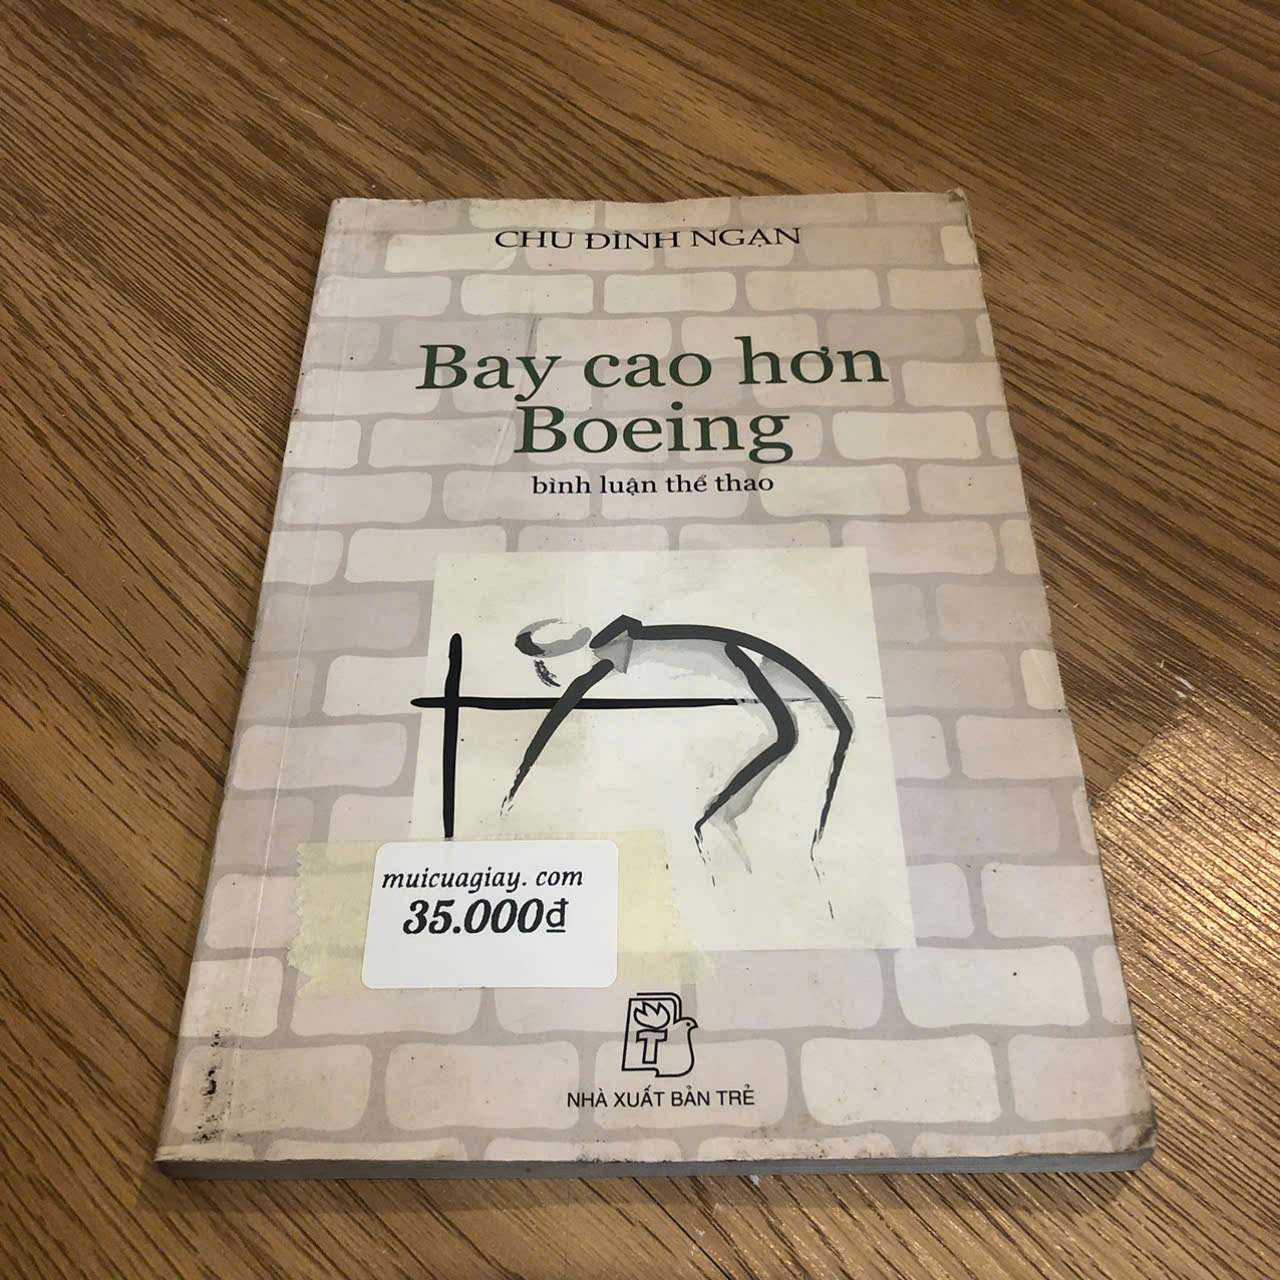 CHU ĐÌNH NGẠN
Bay cao hơn
Boeing
bình luận thể thao
muicuagiay. com
35.000đ
T
NHÀ XUẤT BẢN TRẺ